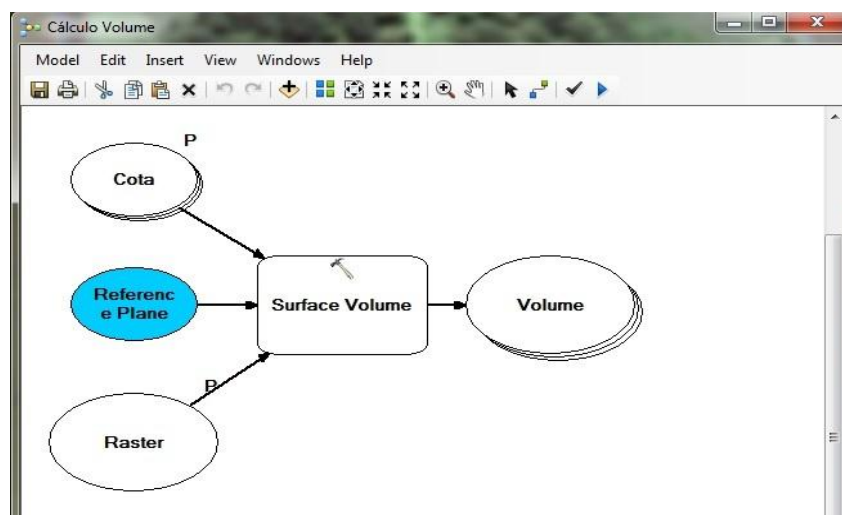 Cálculo Volume
Model Edit Insert View Windows Help
P
Cota
Referenc
e Plane
Surface Volume
Volume
P
Raster